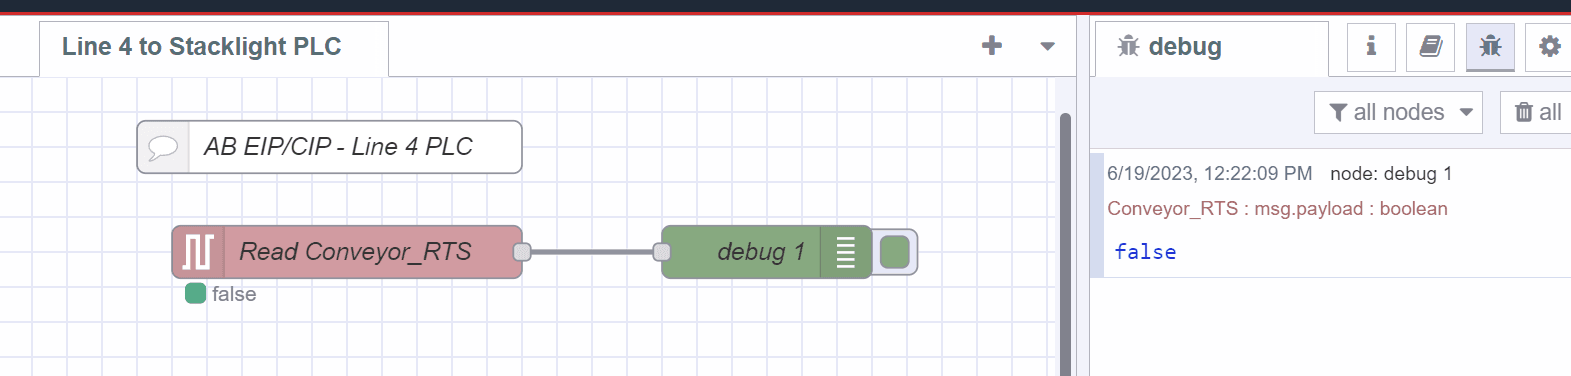 Line 4 to Stacklight PLC
debug
all nodes
all
AB EIP/CIP - Line 4 PLC
6/19/2023, 12:22:09 PM node: debug 1
Conveyor_RTS : msg.payload : boolean
false
Read Conveyor_RTS
debug 1
false